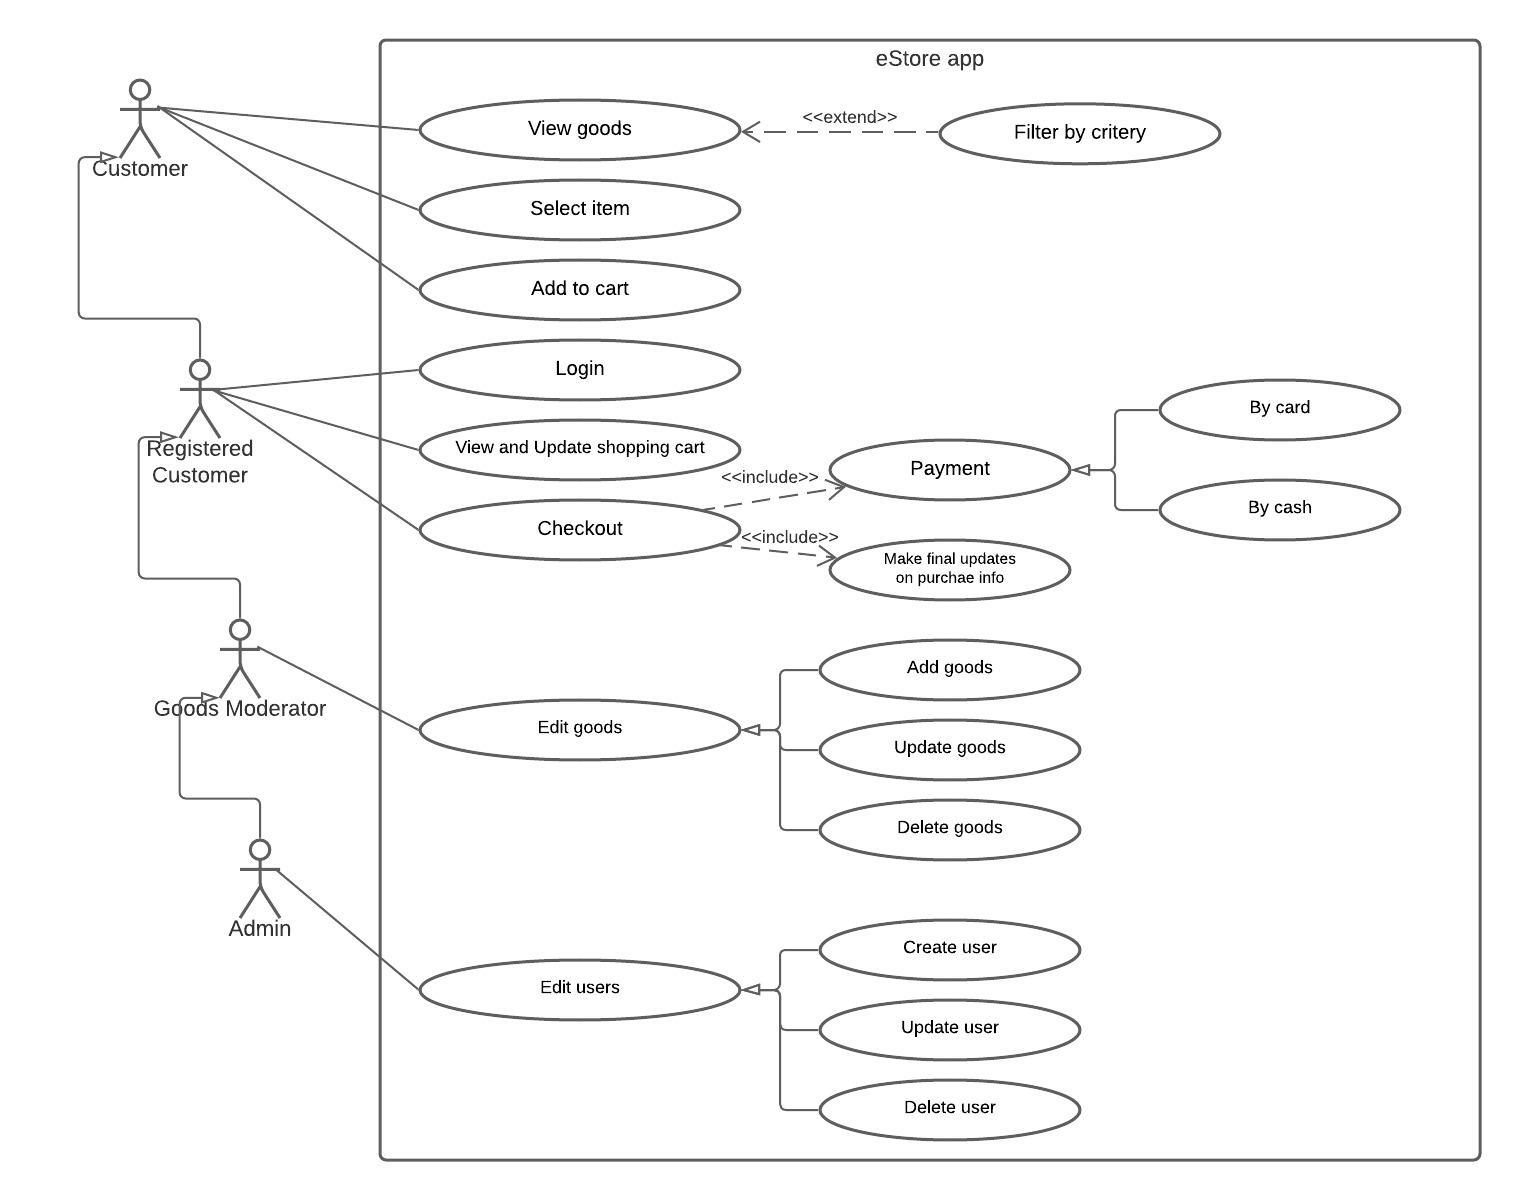 eStore app
Customer
View goods
<<extend>>
Filter by critery
Select item
Add to cart
Login
Registered
Customer
View and Update shopping cart
Checkout
<<include>>
Payment
By card
By cash
<<include>>
Make final updates
on purchae info
Goods Moderator
Edit goods
Add goods
Update goods
Delete goods
Admin
Edit users
Create user
Update user
Delete user